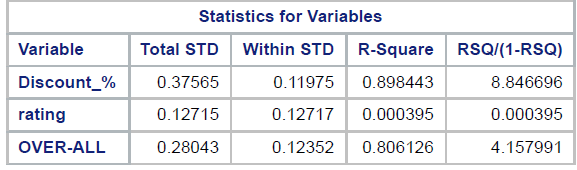 Statistics for Variables
Variable Total STD Within STD R-Square RSQ/(1-RSQ)
Discount_% 0.37565 0.11975 0.898443 8.846696
rating 0.12715 0.12717 0.000395 0.000395
OVER-ALL 0.28043 0.12352 0.806126 4.157991